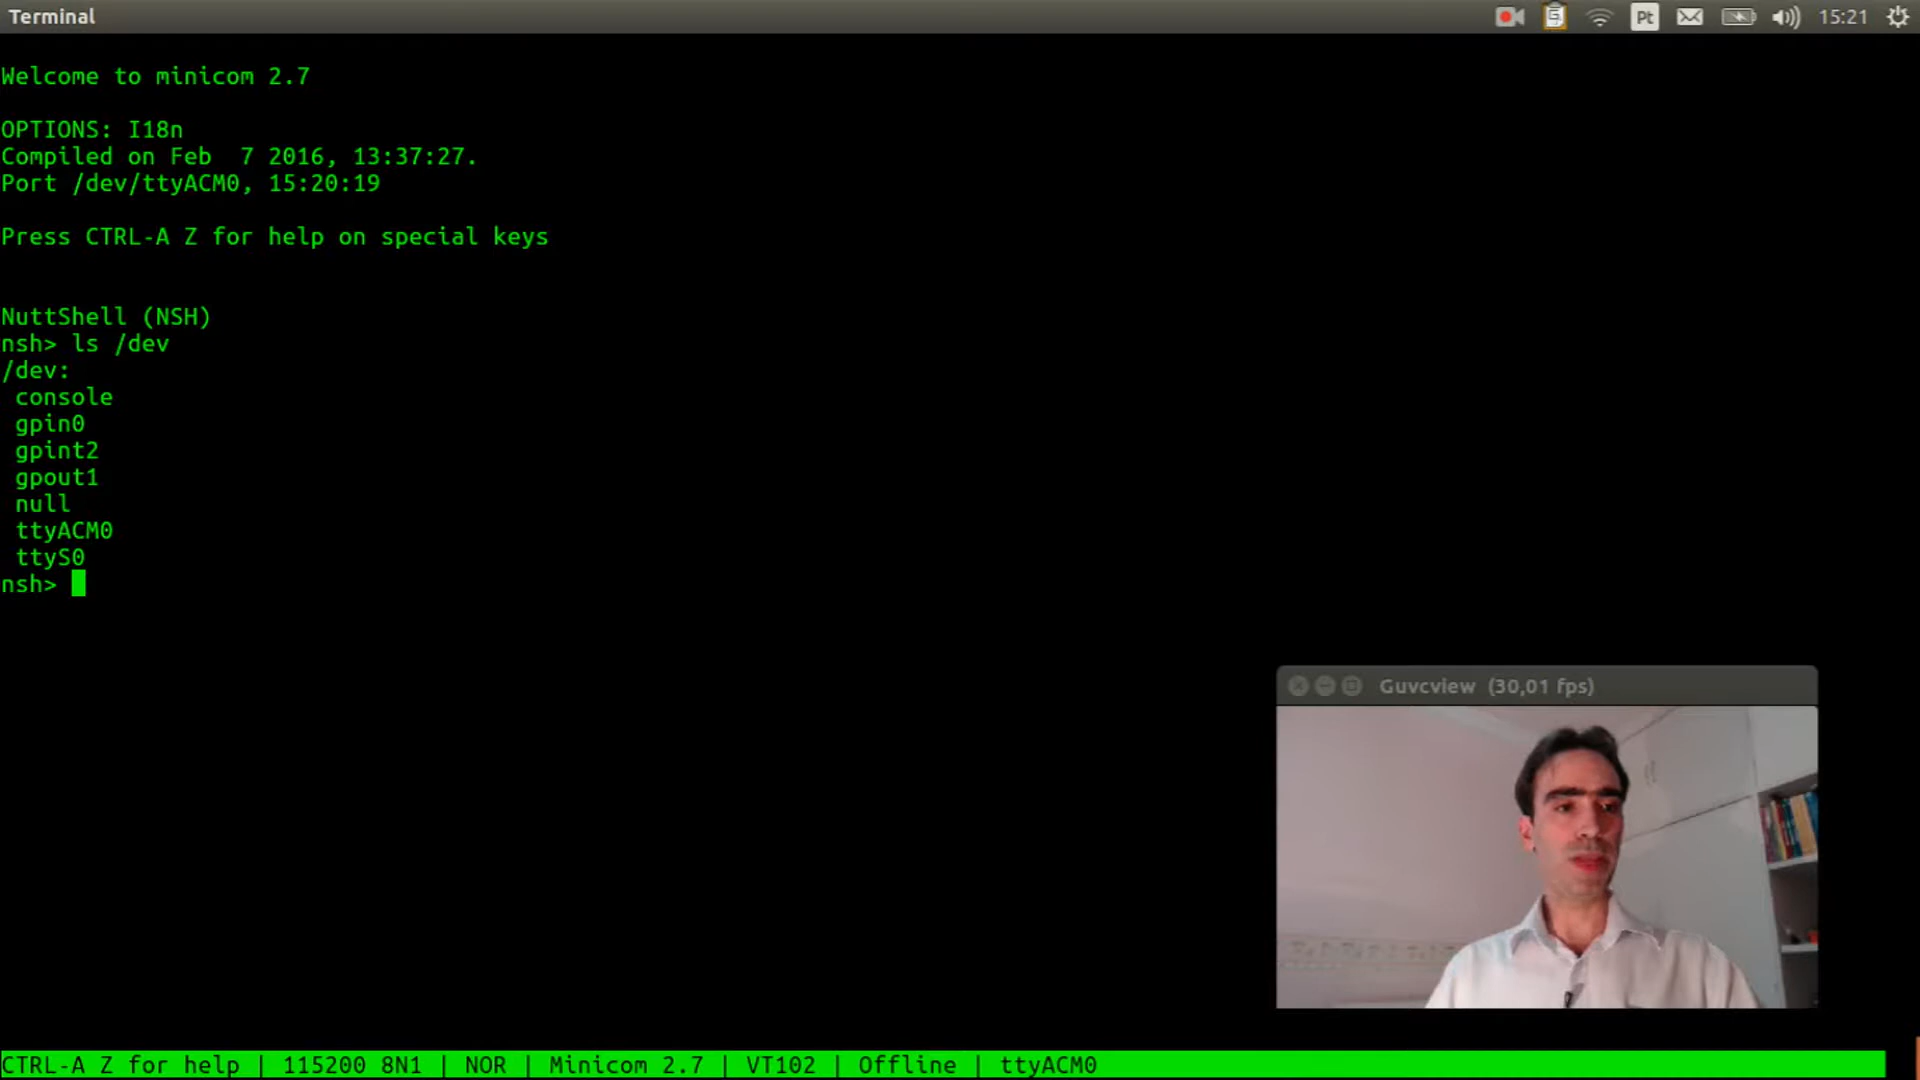 Terminal
Pt
15:21
Welcome to minicom 2.7
OPTIONS: I18n
Compiled on Feb  7 2016, 13:37:27.
Port /dev/ttyACM0, 15:20:19
Press CTRL-A Z for help on special keys
NuttShell (NSH)
nsh> ls /dev
/dev:
console
gpin0
gpint2
gpout1
null
ttyACM0
ttyS0
nsh>
Guvcview (30,01 fps)
CTRL-A Z for help | 115200 8N1 | NOR | Minicom 2.7 | VT102 | Offline | ttyACM0